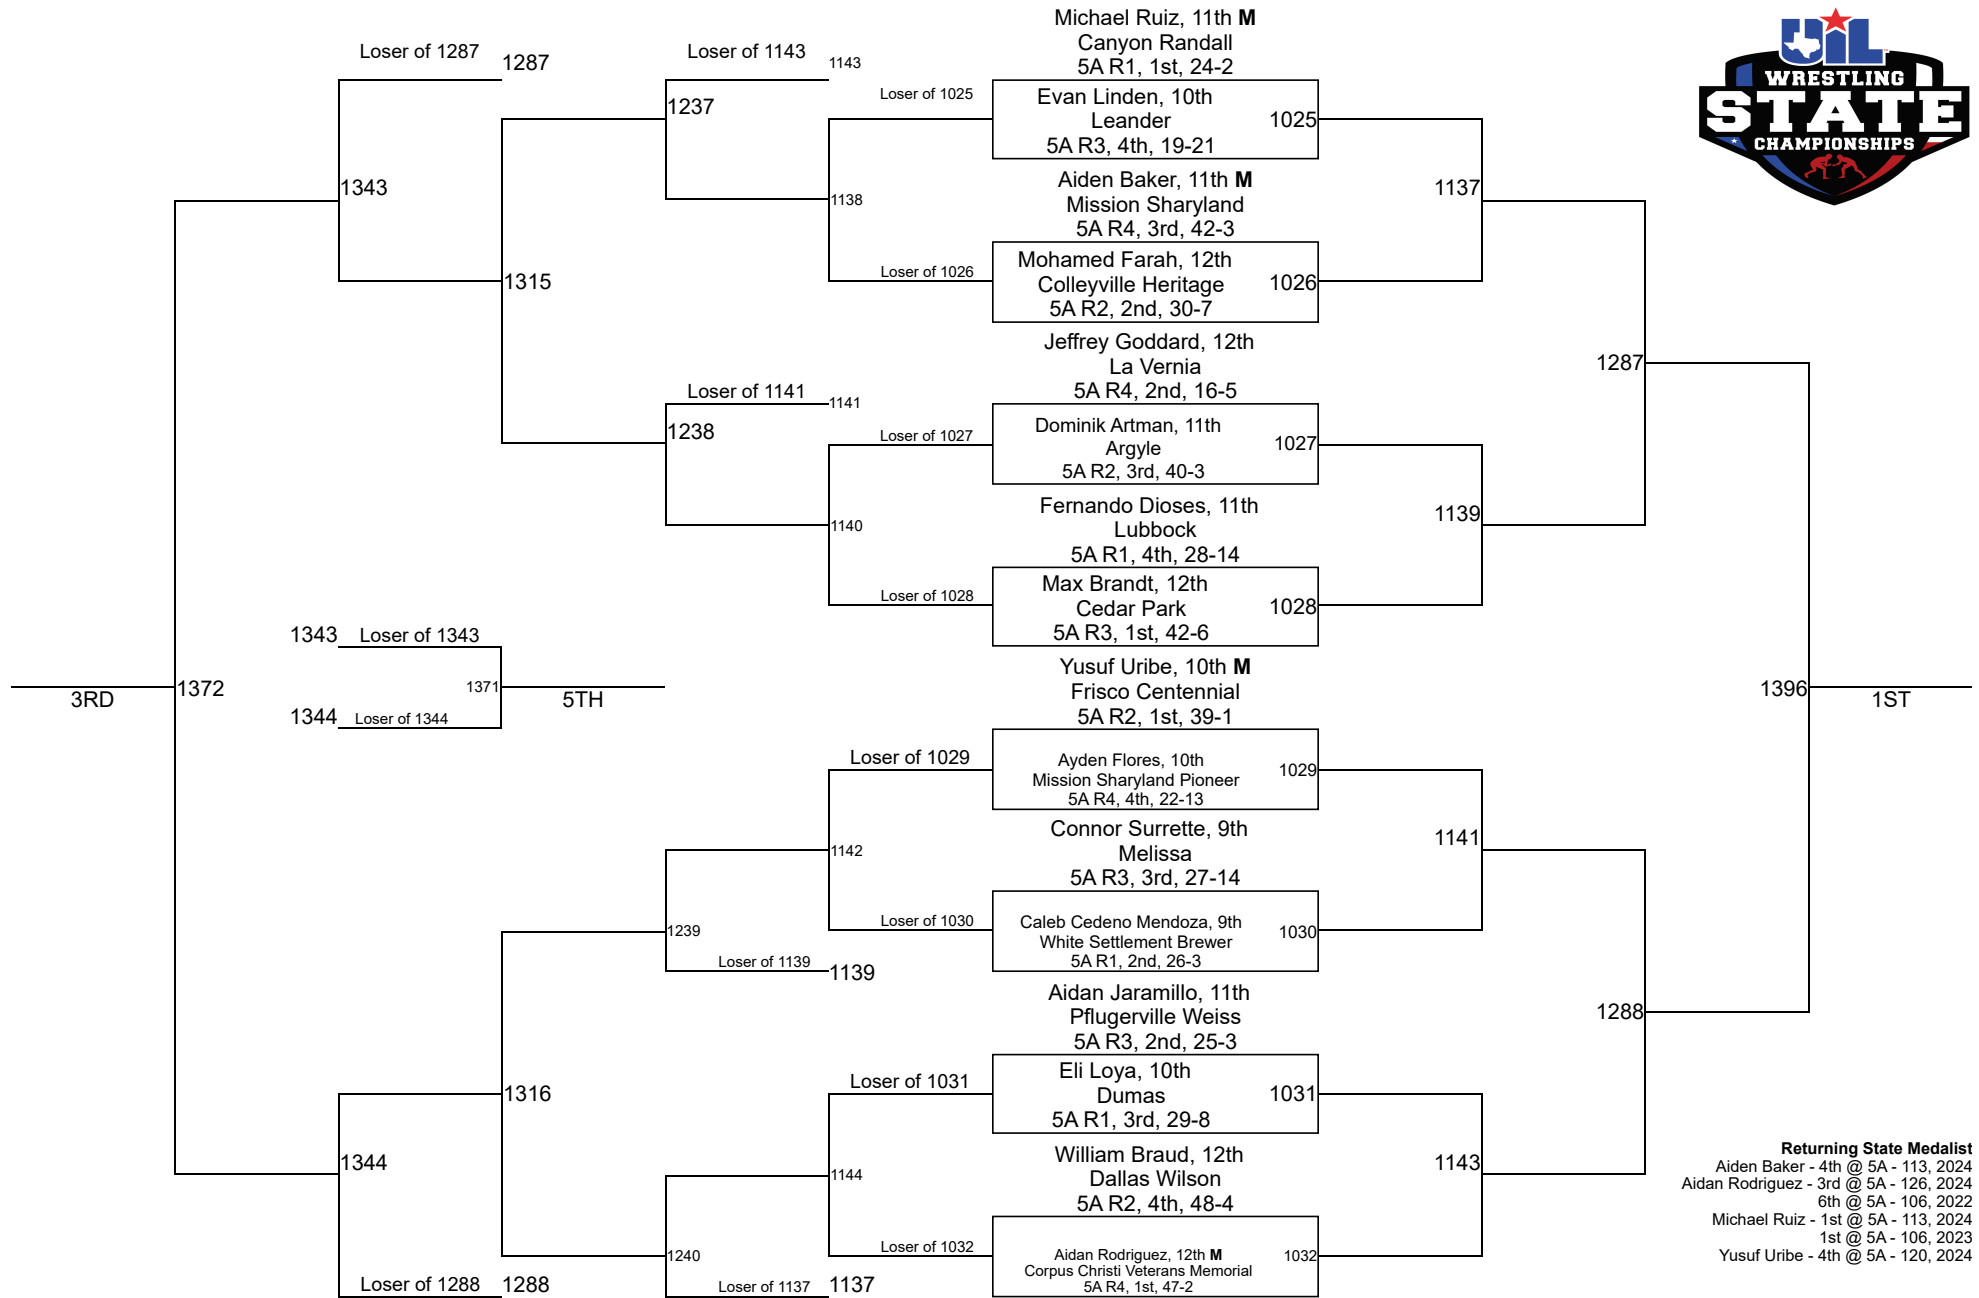 UIL
WRESTLING
STATE
CHAMPIONSHIPS
Loser of 1287
1287
1343
1315
Loser of 1143
1143
1237
1138
Loser of 1025
Loser of 1026
Loser of 1141
1141
1238
1140
Loser of 1027
Loser of 1028
Michael Ruiz, 11th M
Canyon Randall
5A R1, 1st, 24-2
Evan Linden, 10th
Leander
5A R3, 4th, 19-21
1025
Aiden Baker, 11th M
Mission Sharyland
5A R4, 3rd, 42-3
Mohamed Farah, 12th
Colleyville Heritage
5A R2, 2nd, 30-7
1026
1137
Jeffrey Goddard, 12th
La Vernia
5A R4, 2nd, 16-5
Dominik Artman, 11th
Argyle
5A R2, 3rd, 40-3
1027
Fernando Dioses, 11th
Lubbock
5A R1, 4th, 28-14
Max Brandt, 12th
Cedar Park
5A R3, 1st, 42-6
1028
1139
1287
3RD
1372
1343
Loser of 1343
1344
Loser of 1344
1371
5TH
1396
1ST
Yusuf Uribe, 10th M
Frisco Centennial
5A R2, 1st, 39-1
Ayden Flores, 10th
Mission Sharyland Pioneer
5A R4, 4th, 22-13
1029
Connor Surrette, 9th
Melissa
5A R3, 3rd, 27-14
Caleb Cedeno Mendoza, 9th
White Settlement Brewer
5A R1, 2nd, 26-3
1030
1141
Aidan Jaramillo, 11th
Pflugerville Weiss
5A R3, 2nd, 25-3
Eli Loya, 10th
Dumas
5A R1, 3rd, 29-8
1031
William Braud, 12th
Dallas Wilson
5A R2, 4th, 48-4
Aidan Rodriguez, 12th M
Corpus Christi Veterans Memorial
5A R4, 1st, 47-2
1032
1143
1288
Loser of 1029
1142
Loser of 1030
1239
Loser of 1139
1139
1316
Loser of 1031
1144
Loser of 1032
1240
Loser of 1137
1137
1344
Loser of 1288
1288
Returning State Medalist
Aiden Baker - 4th @ 5A - 113, 2024
Aidan Rodriguez - 3rd @ 5A - 126, 2024
6th @ 5A - 106, 2022
Michael Ruiz - 1st @ 5A - 113, 2024
1st @ 5A - 106, 2023
Yusuf Uribe - 4th @ 5A - 120, 2024